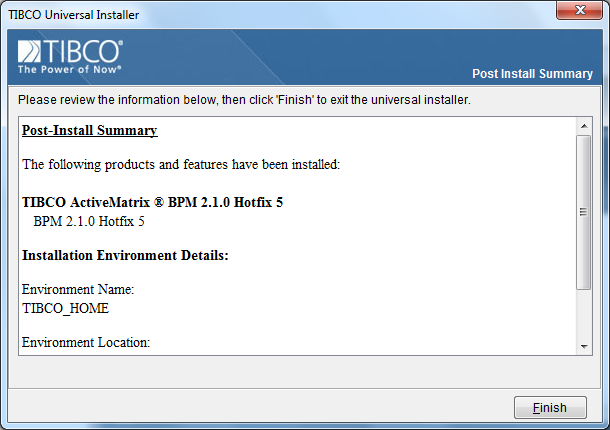 TIBCO Universal Installer
TIBCO®
The Power of Now®
Post Install Summary
Please review the information below, then click 'Finish' to exit the universal installer.
Post-Install Summary
The following products and features have been installed:
TIBCO ActiveMatrix ® BPM 2.1.0 Hotfix 5
BPM 2.1.0 Hotfix 5
Installation Environment Details:
Environment Name:
TIBCO_HOME
Environment Location:
Finish